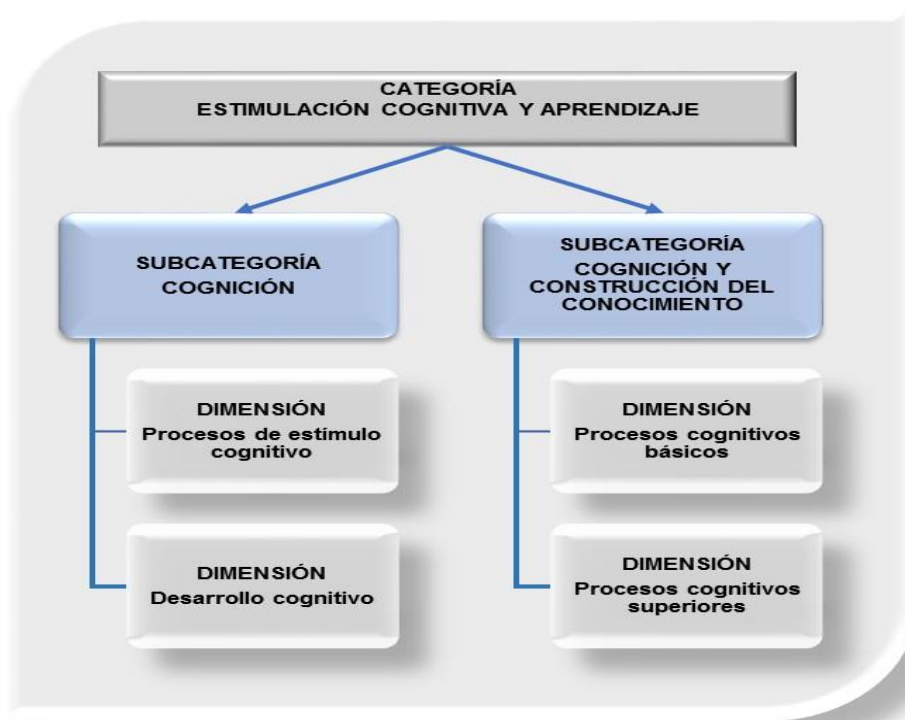 CATEGORÍA
ESTIMULACIÓN COGNITIVA Y APRENDIZAJE
SUBCATEGORÍA
COGNICIÓN
SUBCATEGORÍA
COGNICIÓN Y
CONSTRUCCIÓN DEL
CONOCIMIENTO
DIMENSIÓN
Procesos de estímulo
cognitivo
DIMENSIÓN
Procesos cognitivos
básicos
DIMENSIÓN
Desarrollo cognitivo
DIMENSIÓN
Procesos cognitivos
superiores